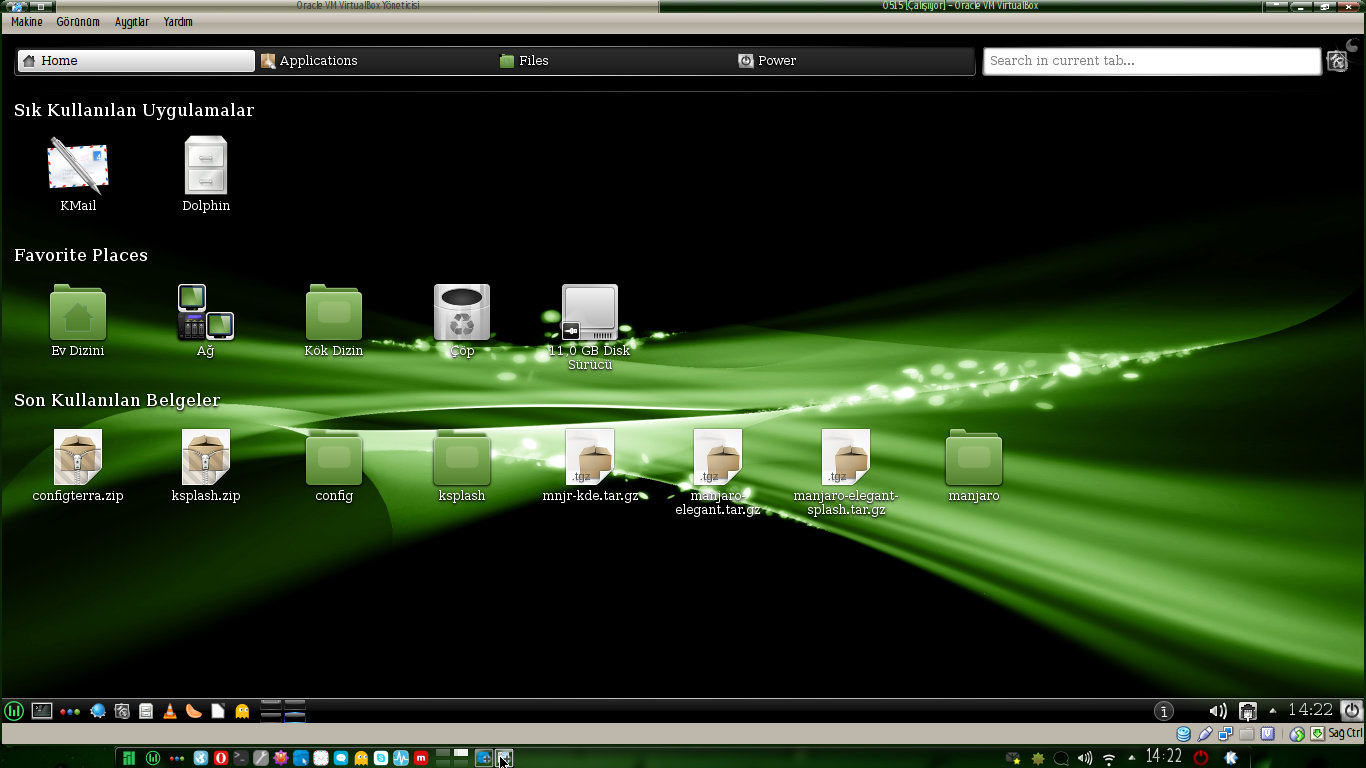 Oracle VM VirtualBox Yöneticisi
OS15 [Çalışıyor] – Oracle VM VirtualBox
Makine Görünüm Aygıtlar Yardım
Home Applications Files Power Search in current tab...
Sık Kullanılan Uygulamalar
KMail Dolphin
Favorite Places
Ev Dizini Ağ Kök Dizin Çöp 11,0 GB Disk
Sürücü
Son Kullanılan Belgeler
.tgz .tgz .tgz
configterra.zip ksplash.zip config ksplash mnjr-kde.tar.gz manjaro- manjaro-elegant- manjaro
elegant.tar.gz splash.tar.gz
14:22
Sağ Ctrl
14:22